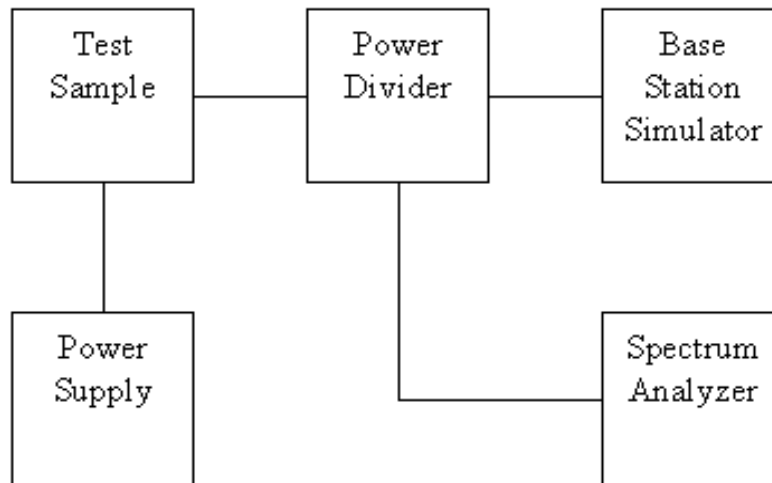 Test
Sample
Power
Divider
Base
Station
Simulator
Power
Supply
Spectrum
Analyzer